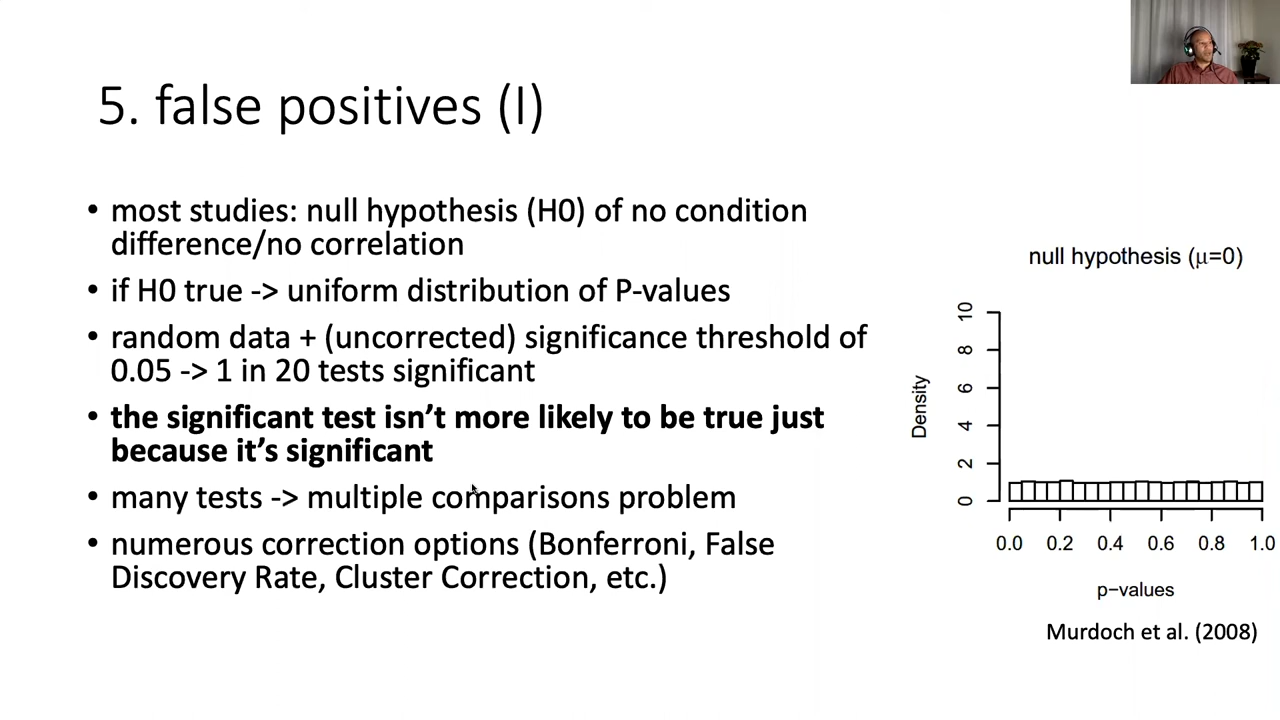 5. false positives (I)
• most studies: null hypothesis (H0) of no condition
difference/no correlation
• if H0 true -> uniform distribution of P-values
• random data + (uncorrected) significance threshold of
0.05 -> 1 in 20 tests significant
• the significant test isn’t more likely to be true just
because it’s significant
• many tests -> multiple comparisons problem
• numerous correction options (Bonferroni, False
Discovery Rate, Cluster Correction, etc.)
null hypothesis (μ=0)
Density
10
8
6
4
2
0
0.0 0.2 0.4 0.6 0.8 1.0
p−values
Murdoch et al. (2008)